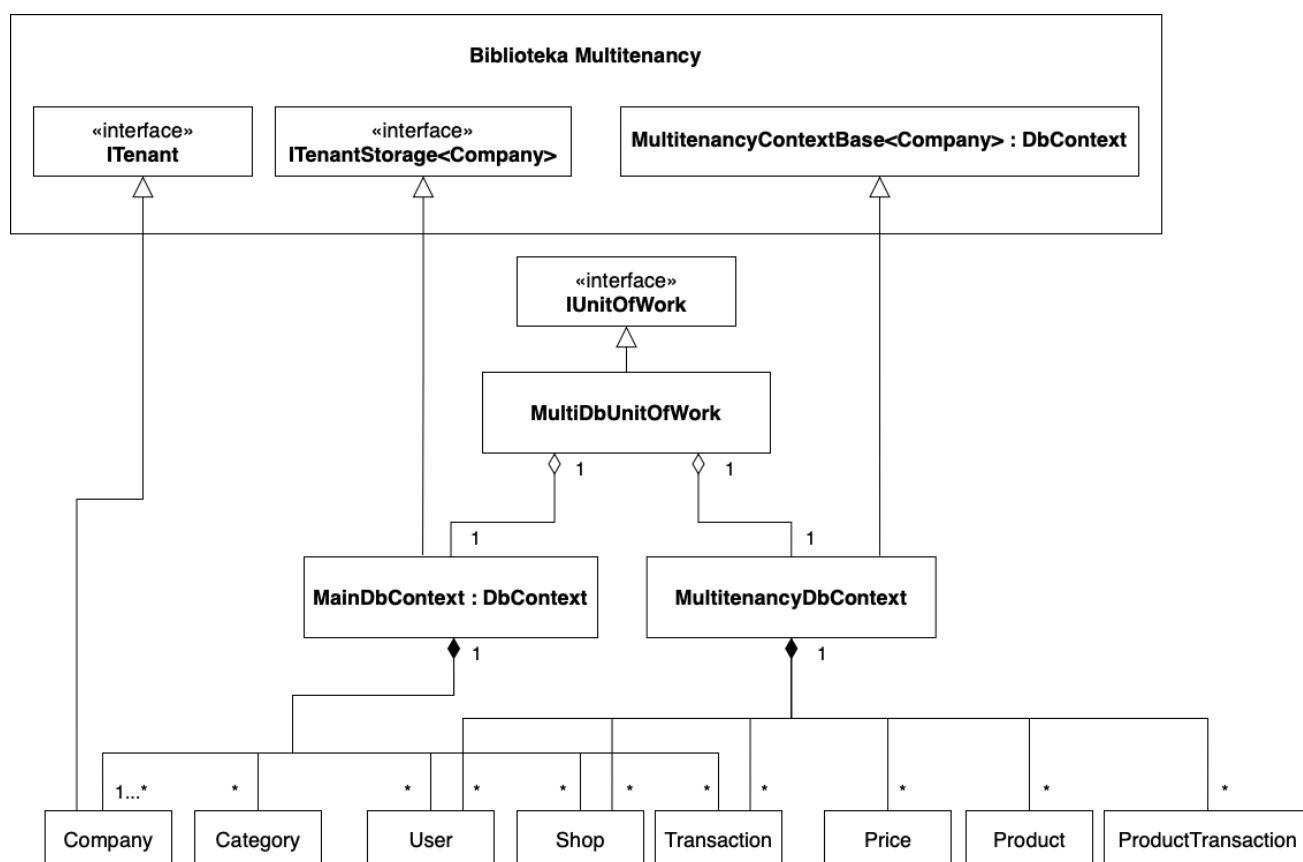 Biblioteka Multitenancy
«interface»
ITenant
«interface»
ITenantStorage<Company>
MultitenancyContextBase<Company> : DbContext
«interface»
IUnitOfWork
MultiDbUnitOfWork
1
1
1
1
MainDbContext : DbContext
MultitenancyDbContext
1
1
1...*
*
*
*
*
*
*
*
*
*
*
Company
Category
User
Shop
Transaction
Price
Product
ProductTransaction